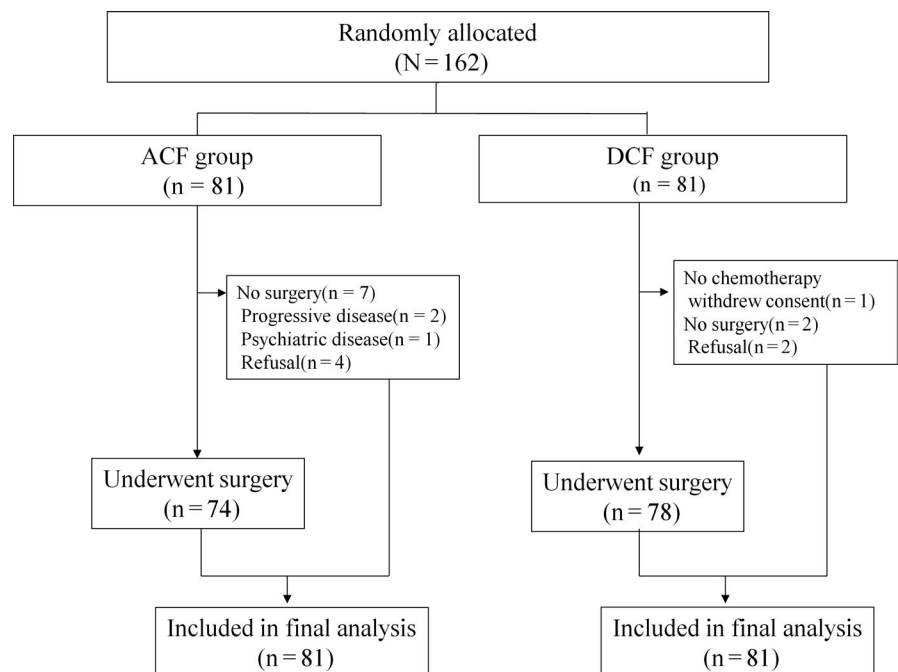 Randomly allocated
(N = 162)
ACF group
(n = 81)
DCF group
(n = 81)
No surgery(n = 7)
Progressive disease(n = 2)
Psychiatric disease(n = 1)
Refusal(n = 4)
No chemotherapy
withdrew consent(n = 1)
No surgery(n = 2)
Refusal(n = 2)
Underwent surgery
(n = 74)
Underwent surgery
(n = 78)
Included in final analysis
(n = 81)
Included in final analysis
(n = 81)